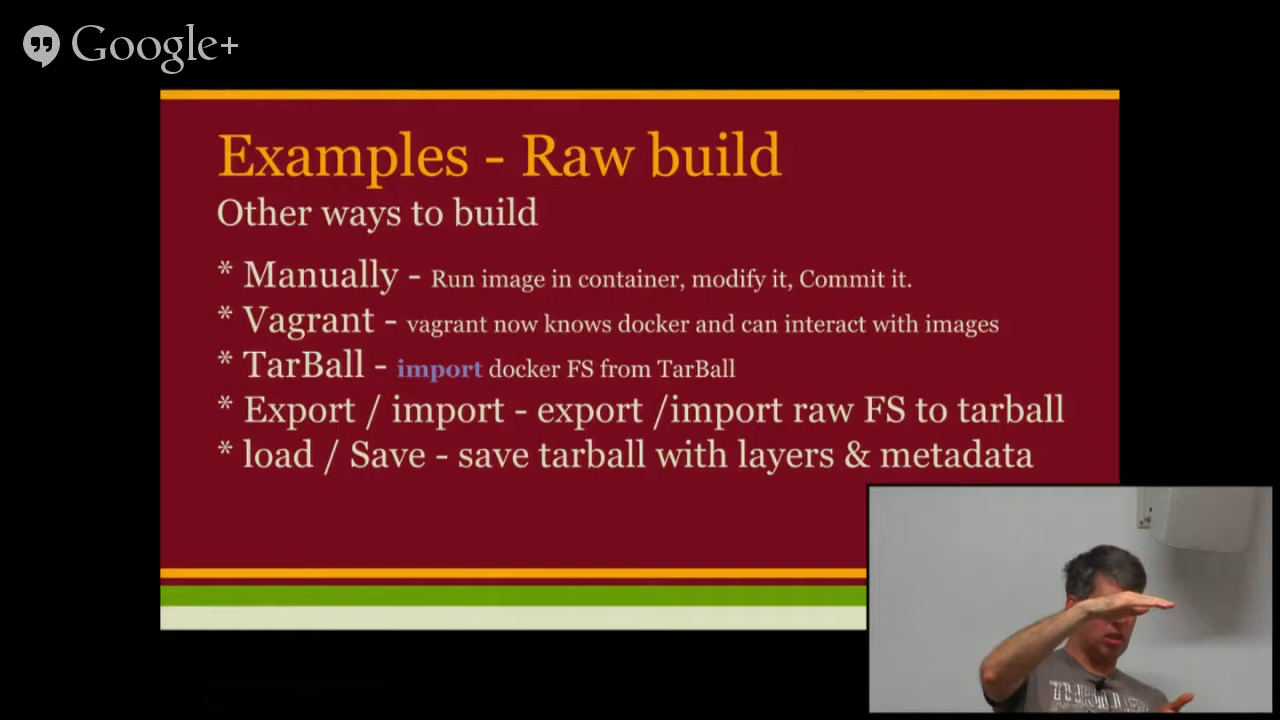 Google+
Examples - Raw build
Other ways to build
* Manually - Run image in container, modify it, Commit it.
* Vagrant - vagrant now knows docker and can interact with images
* TarBall - import docker FS from TarBall
* Export / import - export /import raw FS to tarball
* load / Save - save tarball with layers & metadata